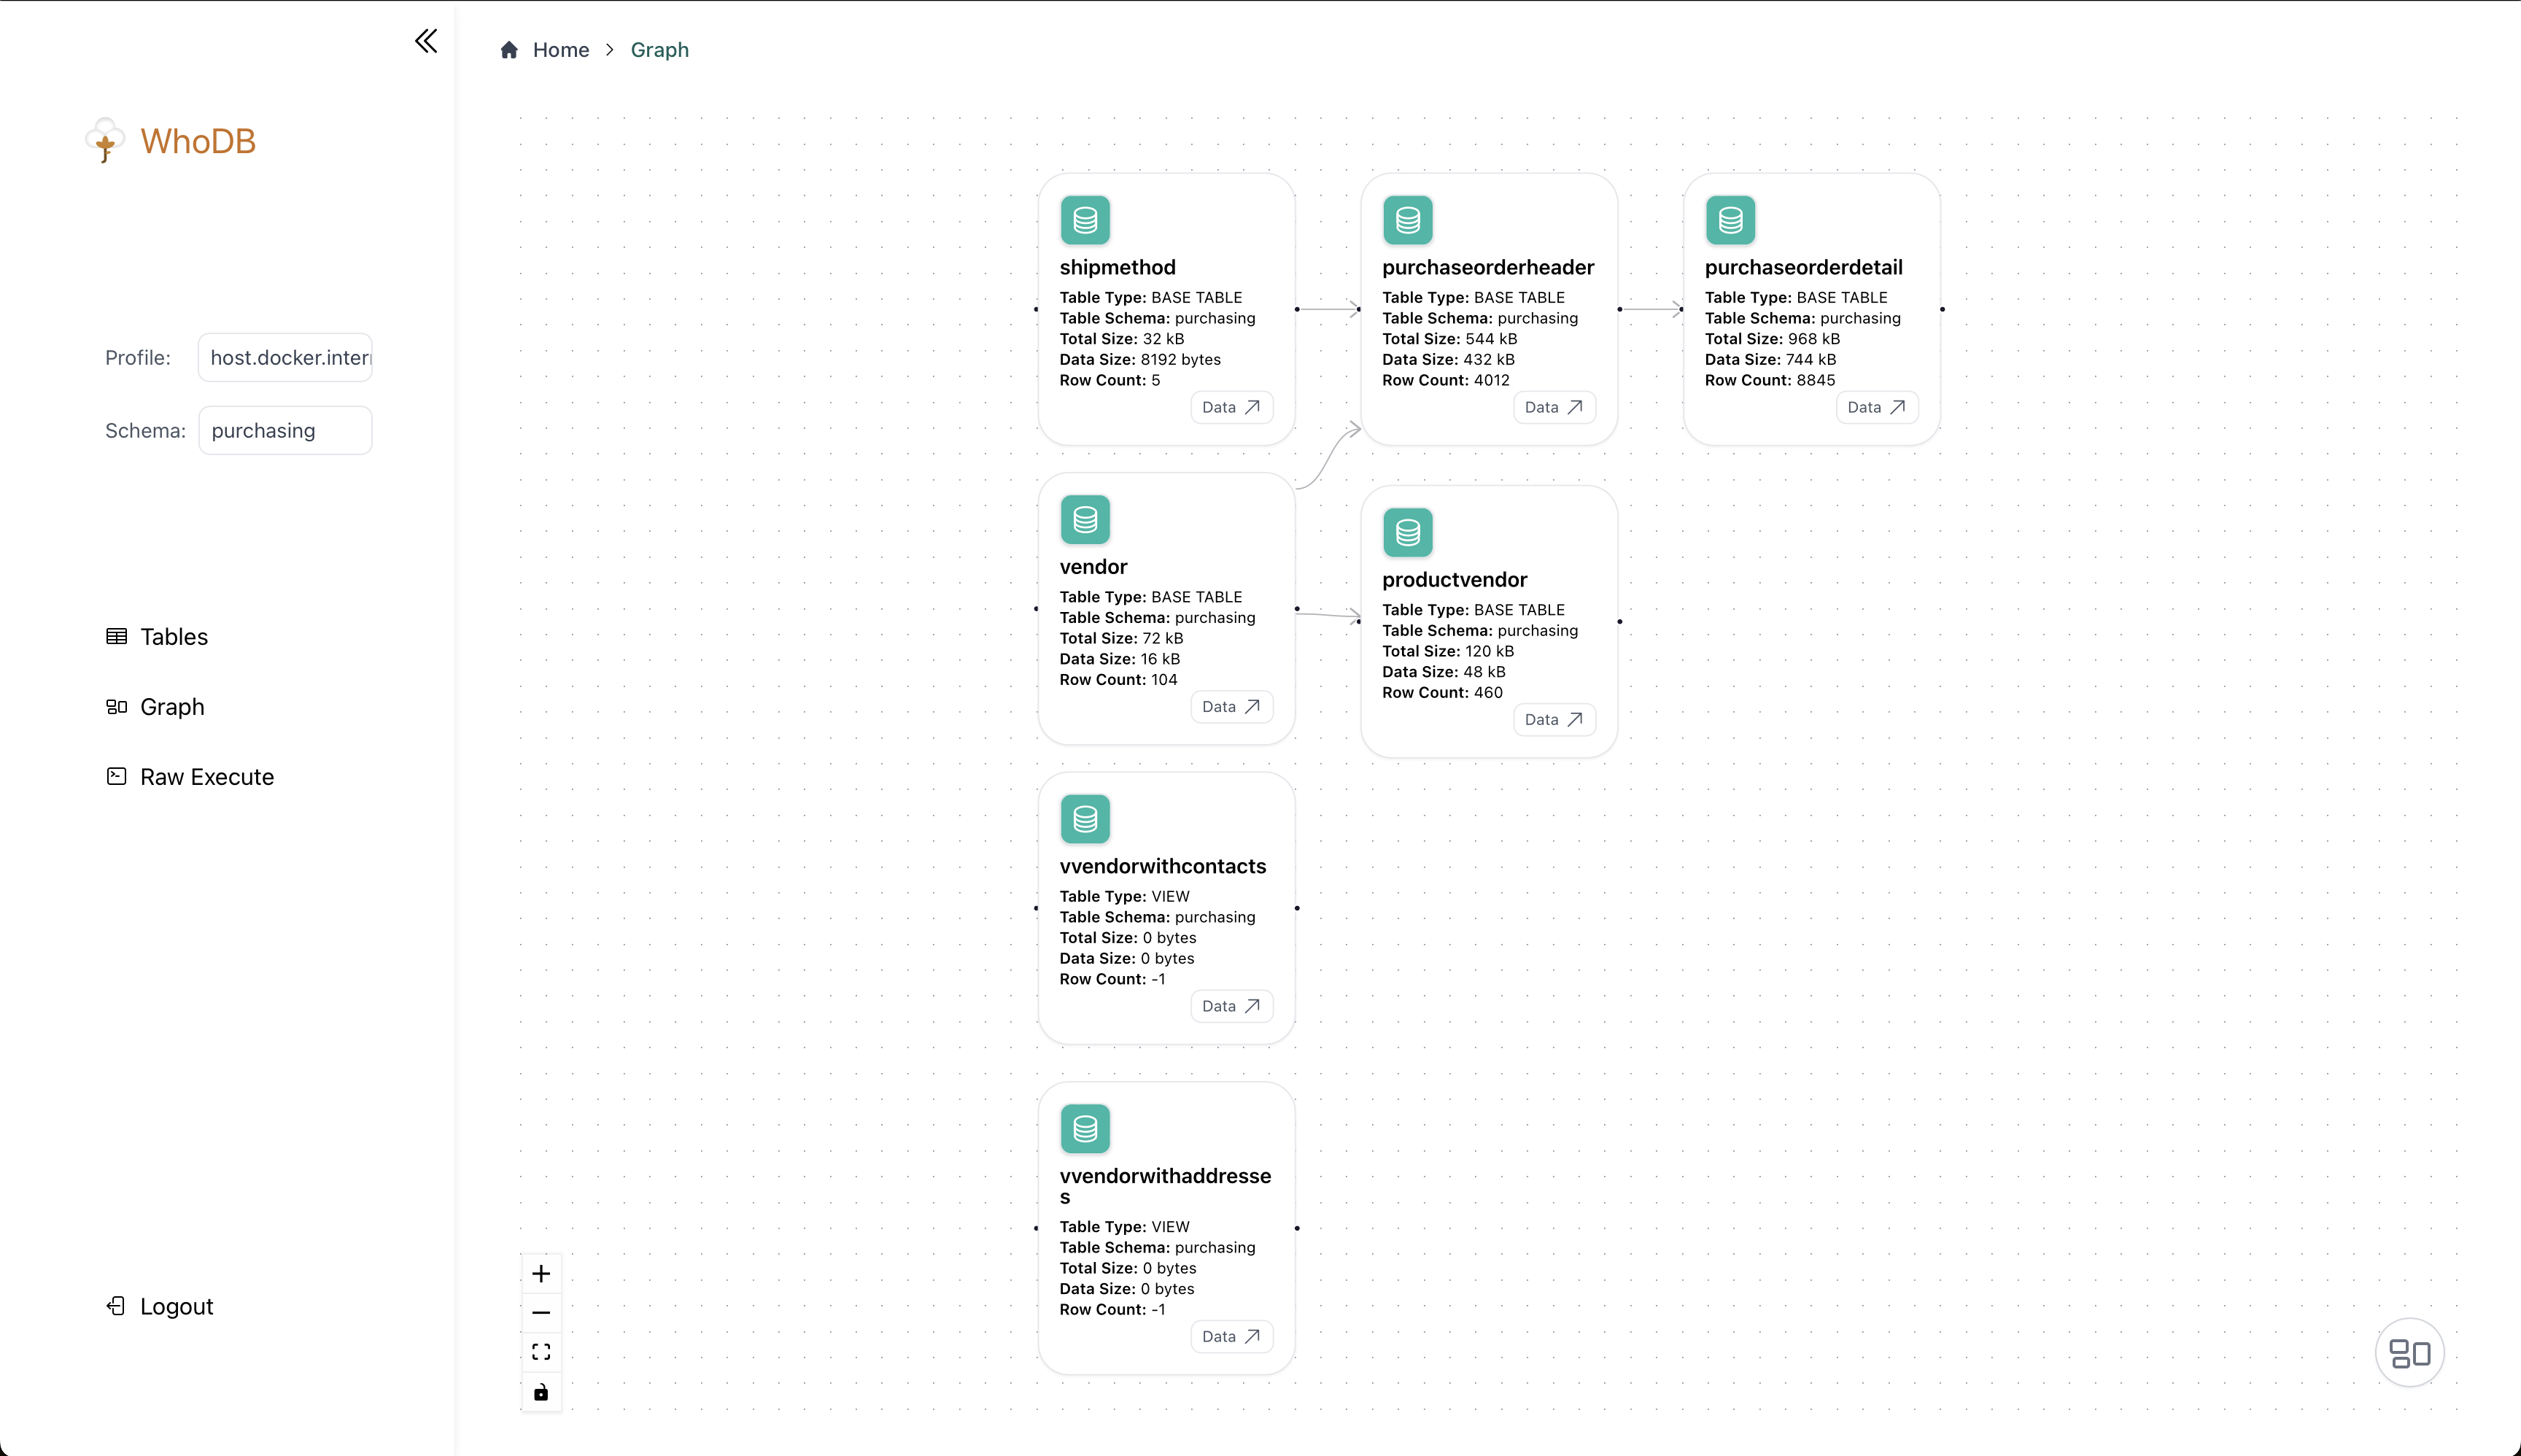 Home > Graph
WhoDB
Profile: host.docker.inter
Schema: purchasing
Tables
Graph
Raw Execute
Logout
shipmethod
Table Type: BASE TABLE
Table Schema: purchasing
Total Size: 32 kB
Data Size: 8192 bytes
Row Count: 5
Data
purchaseorderheader
Table Type: BASE TABLE
Table Schema: purchasing
Total Size: 544 kB
Data Size: 432 kB
Row Count: 4012
Data
purchaseorderdetail
Table Type: BASE TABLE
Table Schema: purchasing
Total Size: 968 kB
Data Size: 744 kB
Row Count: 8845
Data
vendor
Table Type: BASE TABLE
Table Schema: purchasing
Total Size: 72 kB
Data Size: 16 kB
Row Count: 104
Data
productvendor
Table Type: BASE TABLE
Table Schema: purchasing
Total Size: 120 kB
Data Size: 48 kB
Row Count: 460
Data
vvendorwithcontacts
Table Type: VIEW
Table Schema: purchasing
Total Size: 0 bytes
Data Size: 0 bytes
Row Count: -1
Data
vvendorwithaddresse
s
Table Type: VIEW
Table Schema: purchasing
Total Size: 0 bytes
Data Size: 0 bytes
Row Count: -1
Data